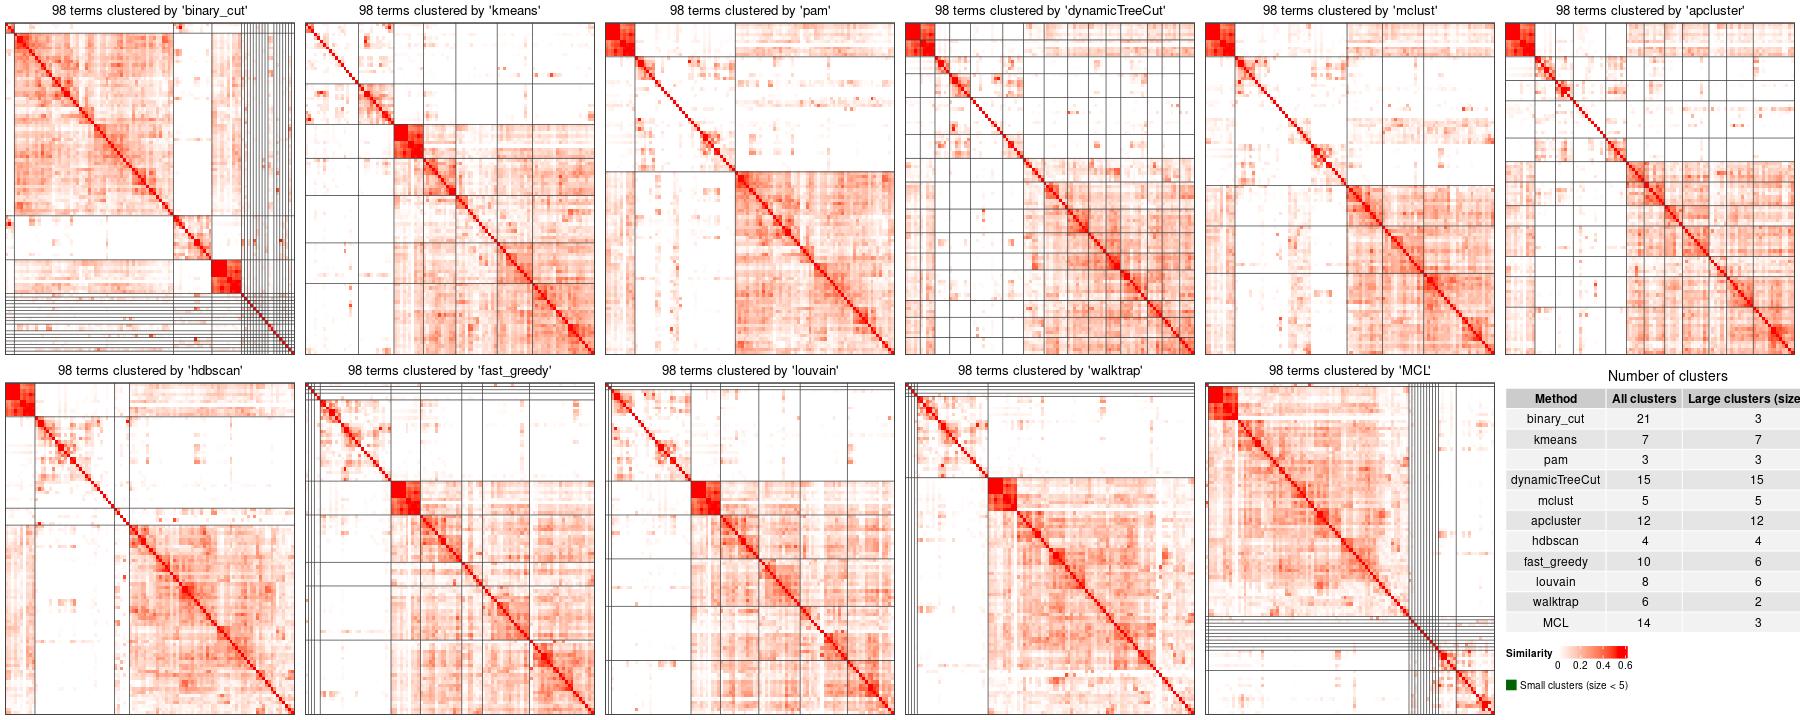 98 terms clustered by 'binary_cut'
98 terms clustered by 'kmeans'
98 terms clustered by 'pam'
98 terms clustered by 'dynamicTreeCut'
98 terms clustered by 'mclust'
98 terms clustered by 'apcluster'
98 terms clustered by 'hdbscan'
98 terms clustered by 'fast_greedy'
98 terms clustered by 'louvain'
98 terms clustered by 'walktrap'
98 terms clustered by 'MCL'
Number of clusters
Method All clusters Large clusters (size
binary_cut 21 3
kmeans 7 7
pam 3 3
dynamicTreeCut 15 15
mclust 5 5
apcluster 12 12
hdbscan 4 4
fast_greedy 10 6
louvain 8 6
walktrap 6 2
MCL 14 3
Similarity
0 0.2 0.4 0.6
Small clusters (size < 5)